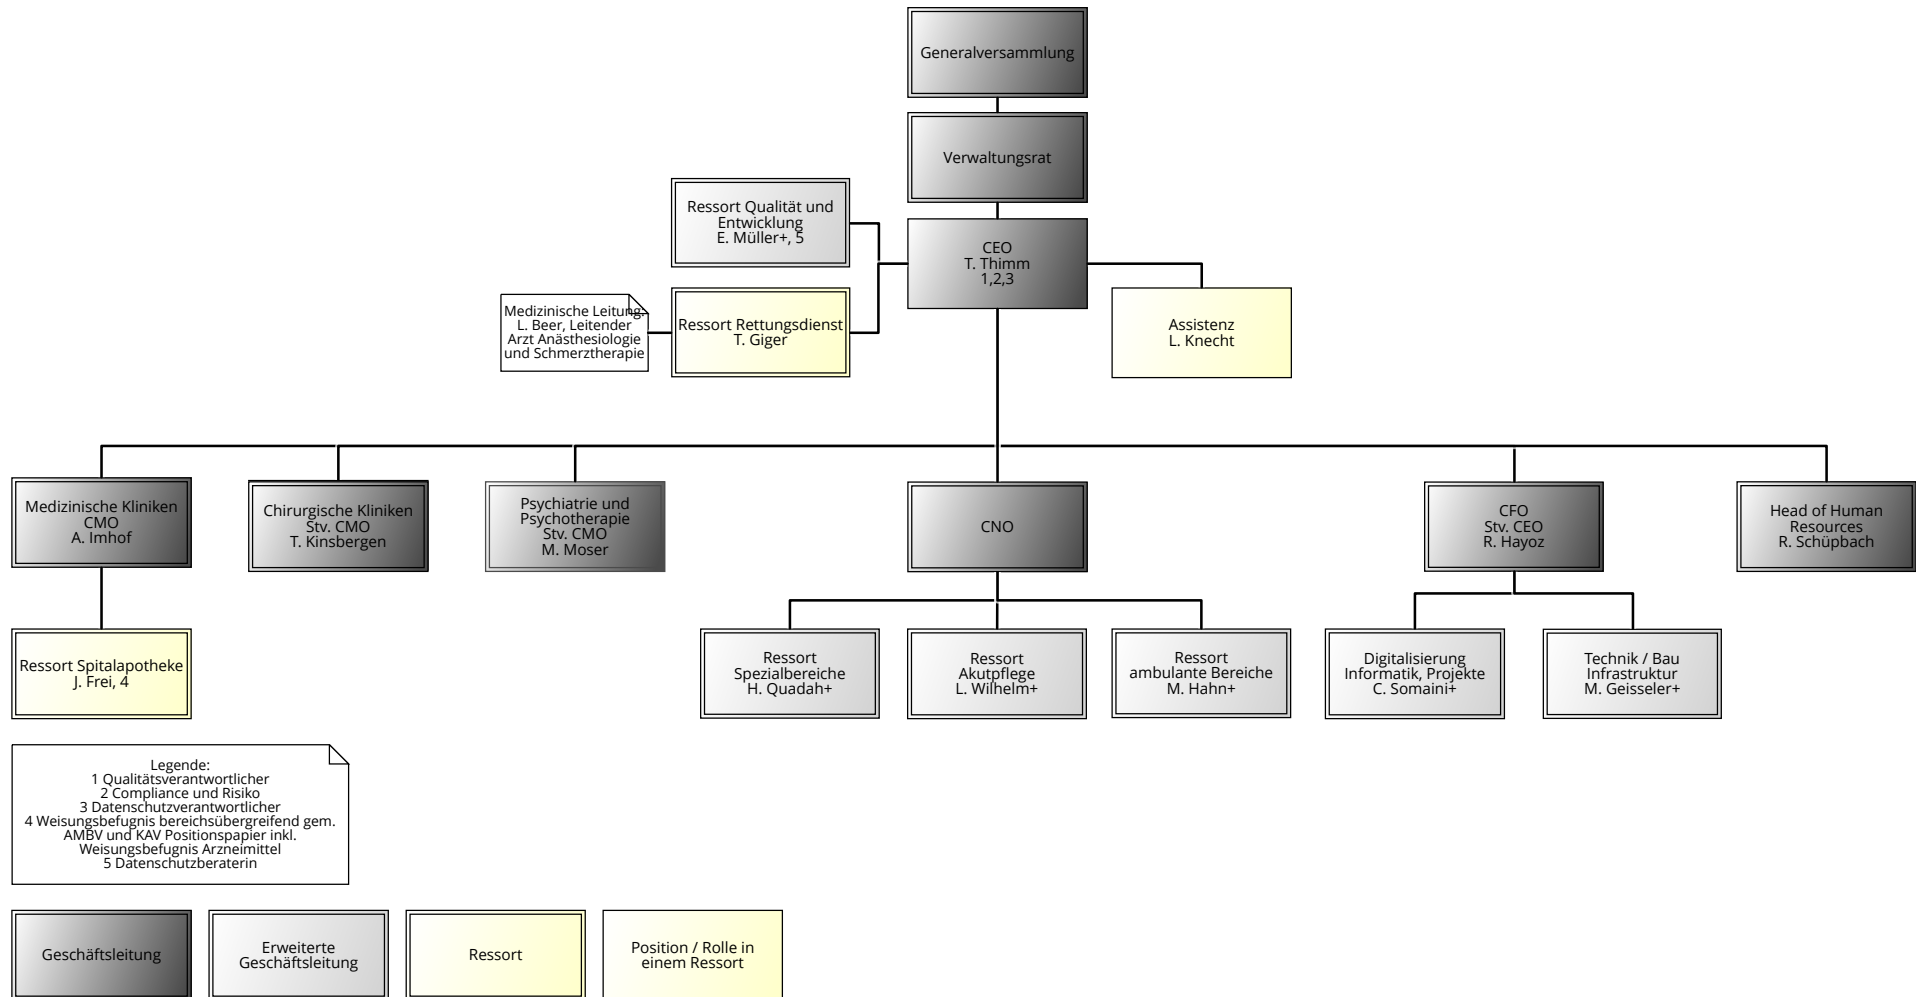 Generalversammlung
Verwaltungsrat
Ressort Qualität und
Entwicklung
E. Müller+, 5
CEO
T. Thimm
1,2,3
Medizinische Leitung:
L. Beer, Leitender
Arzt Anästhesiologie
und Schmerztherapie
Ressort Rettungsdienst
T. Giger
Assistenz
L. Knecht
Medizinische Kliniken
CMO
A. Imhof
Chirurgische Kliniken
Stv. CMO
T. Kinsbergen
Psychiatrie und
Psychotherapie
Stv. CMO
M. Moser
CNO
CFO
Stv. CEO
R. Hayoz
Head of Human
Resources
R. Schüpbach
Ressort Spitalapotheke
J. Frei, 4
Ressort
Spezialbereiche
H. Quadah+
Ressort
Akutpflege
L. Wilhelm+
Ressort
ambulante Bereiche
M. Hahn+
Digitalisierung
Informatik, Projekte
C. Somaini+
Technik / Bau
Infrastruktur
M. Geisseler+
Legende:
1 Qualitätsverantwortlicher
2 Compliance und Risiko
3 Datenschutzverantwortlicher
4 Weisungsbefugnis bereichsübergreifend gem.
AMBV und KAV Positionspapier inkl.
Weisungsbefugnis Arzneimittel
5 Datenschutzberaterin
Geschäftsleitung
Erweiterte
Geschäftsleitung
Ressort
Position / Rolle in
einem Ressort